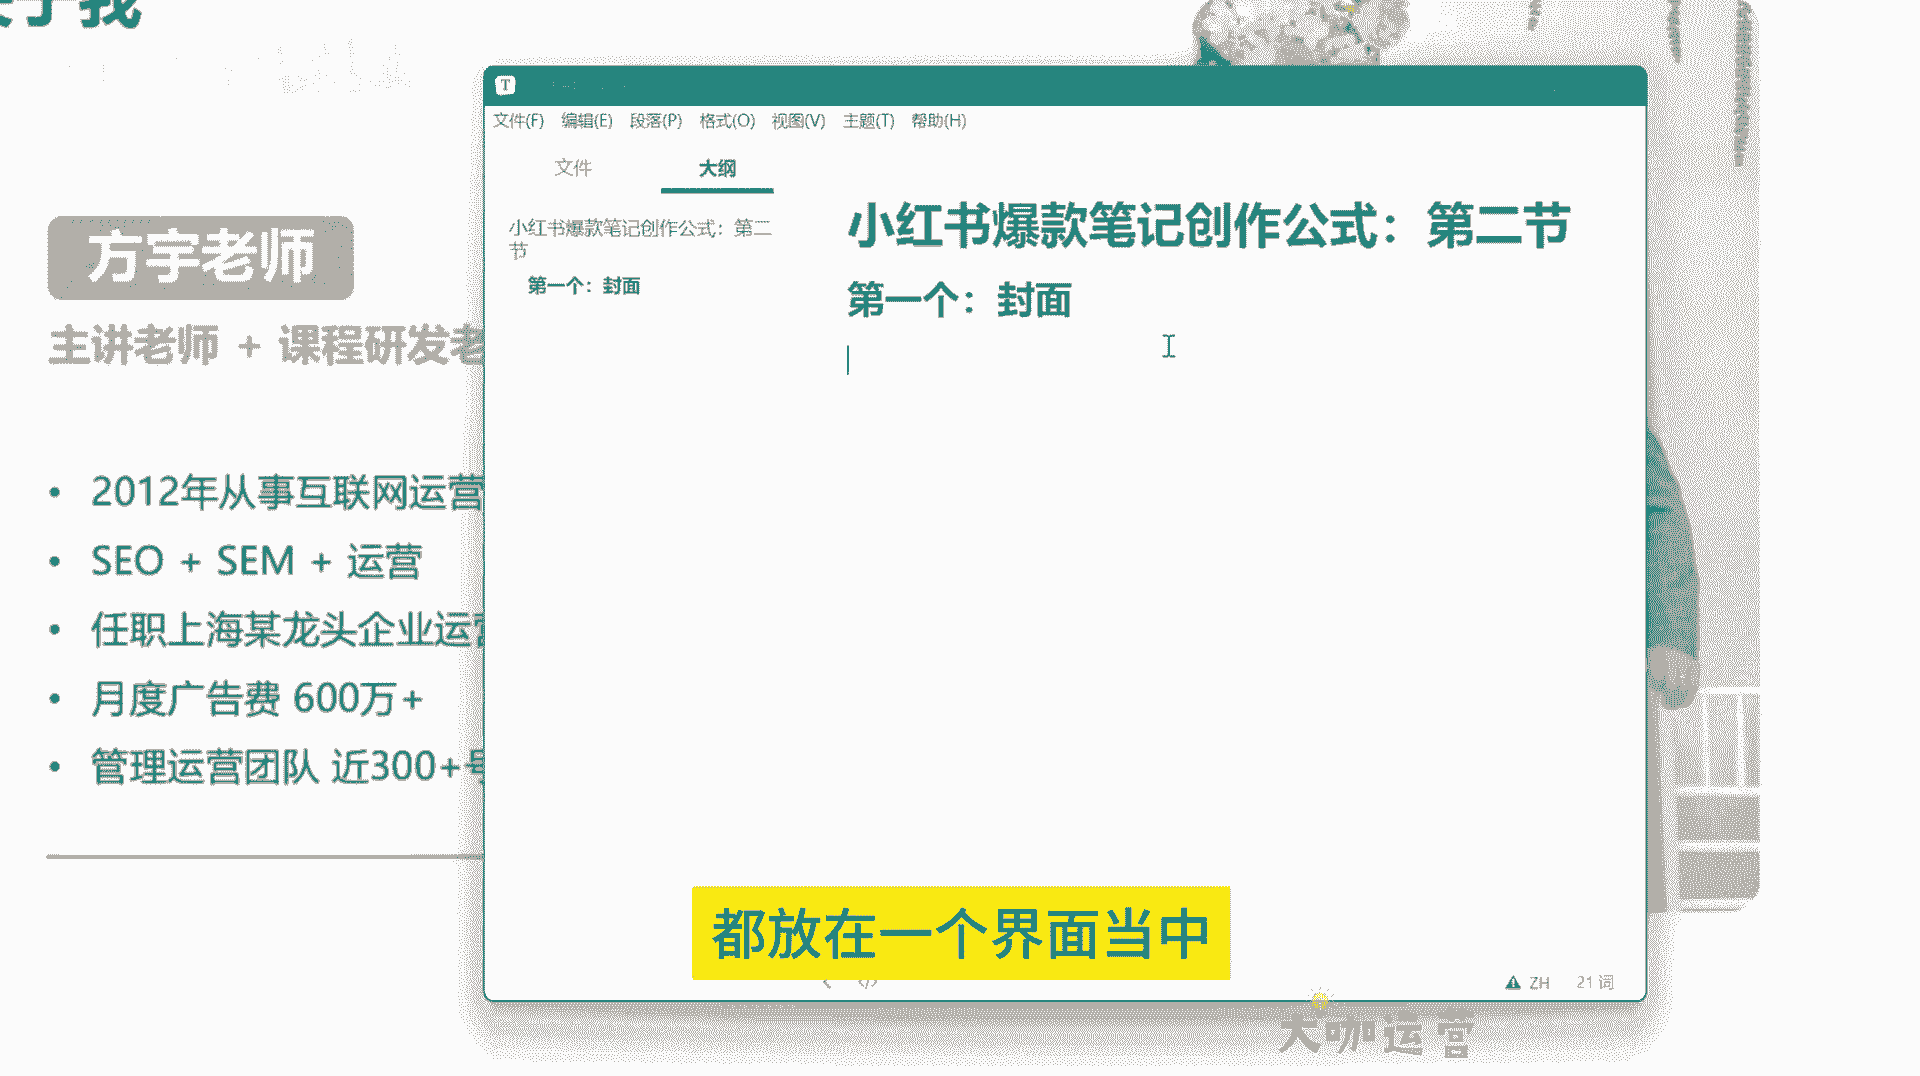 我
方宇老师
主讲老师 + 课程研发老
• 2012年从事互联网运营
• SEO + SEM + 运营
• 任职上海某龙头企业运营
• 月度广告费 600万+
• 管理运营团队 近300+号
T
文件(F) 编辑(E) 段落(P) 格式(O) 视图(V) 主题(T) 帮助(H)
文件 大纲
小红书爆款笔记创作公式：第二
节
第一个：封面
小红书爆款笔记创作公式：第二节
第一个：封面
都放在一个界面当中
ZH 21 词
大咖运营